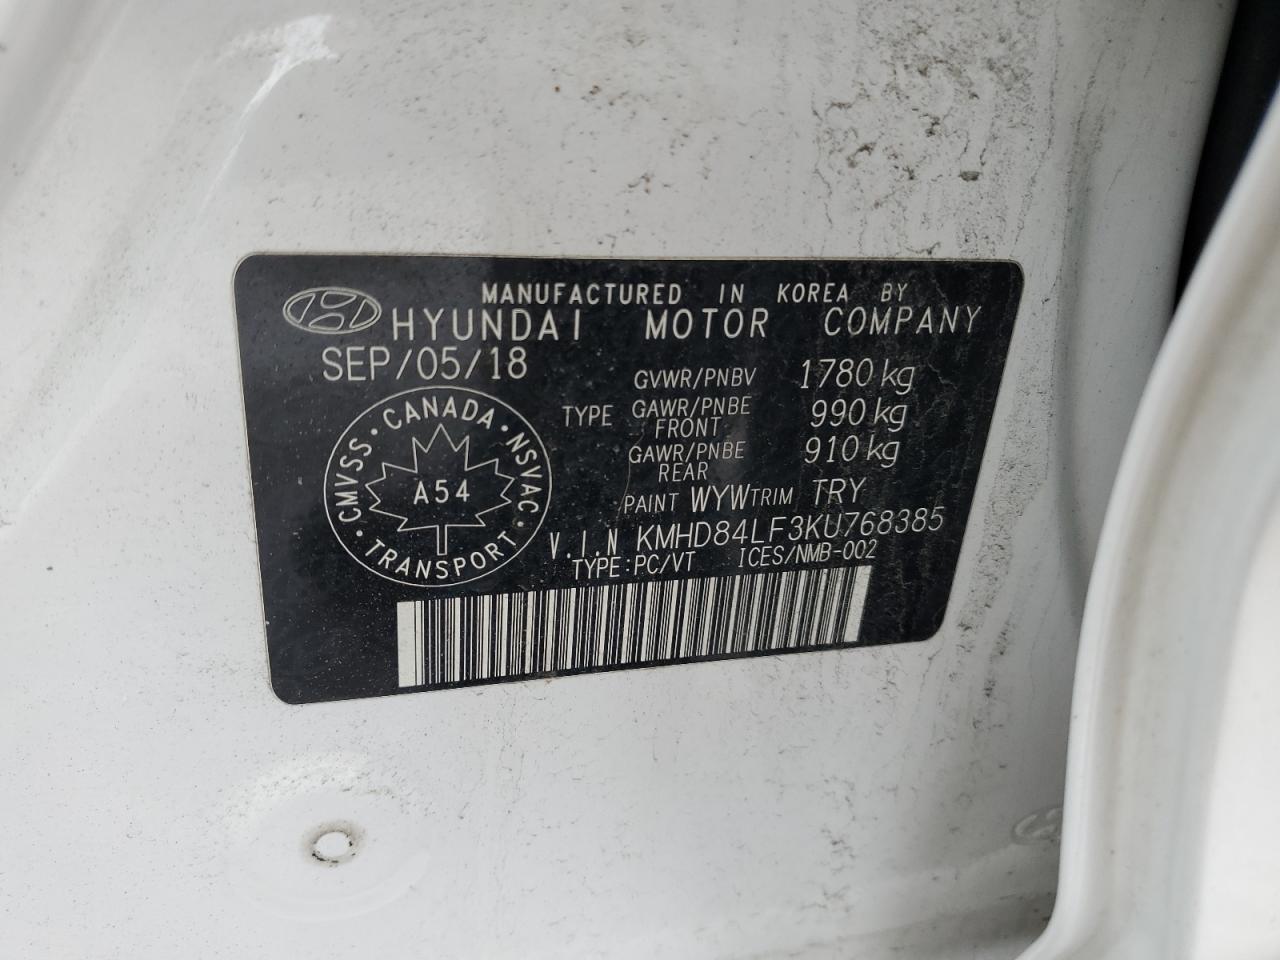 MANUFACTURED IN KOREA BY
HYUNDAI MOTOR COMPANY
SEP/05/18
GVWR/PNBV 1780 kg
TYPE GAWR/PNBE FRONT 990 kg
GAWR/PNBE REAR 910 kg
PAINT WYW TRIM TRY
V.I.N KMHD84LF3KU768385
TYPE:PC/VT ICES/NMB-002
CMVSS · CANADA · NSVAC · TRANSPORT ·
A54